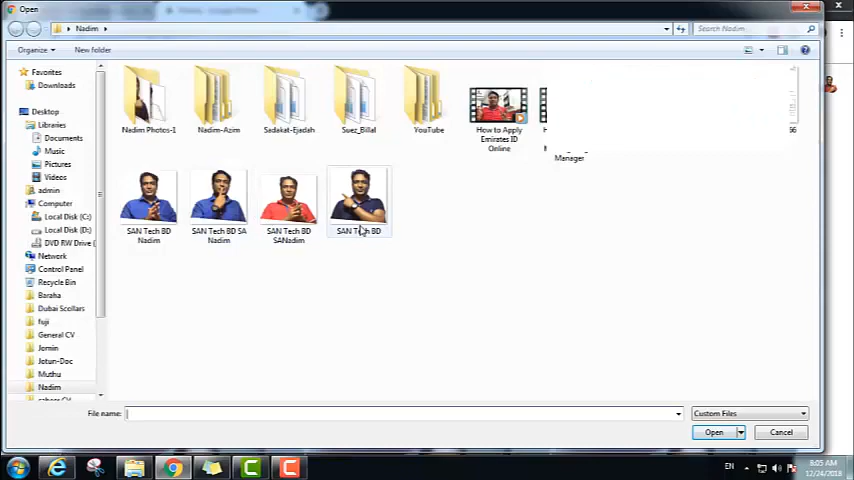 Open
Nadim
Search Nadim
Organize
New folder
Favorites
Downloads
Desktop
Libraries
Documents
Music
Pictures
Videos
admin
Computer
Local Disk (C:)
Local Disk (D:)
DVD RW Drive (
Network
Control Panel
Recycle Bin
Baraha
Dubai Scollars
fuji
General CV
Jomin
Jotun-Doc
Muthu
Nadim
Nadim Photos-1
Nadim-Azim
Sadakat-Ejadah
Suez_Billal
YouTube
How to Apply
Emirates ID
Online
Manager
66
SAN Tech BD
Nadim
SAN Tech BD SA
Nadim
SAN Tech BD
SANadim
SAN Tech BD
File name:
Custom Files
Open
Cancel
EN
8:05 AM
12/24/2018